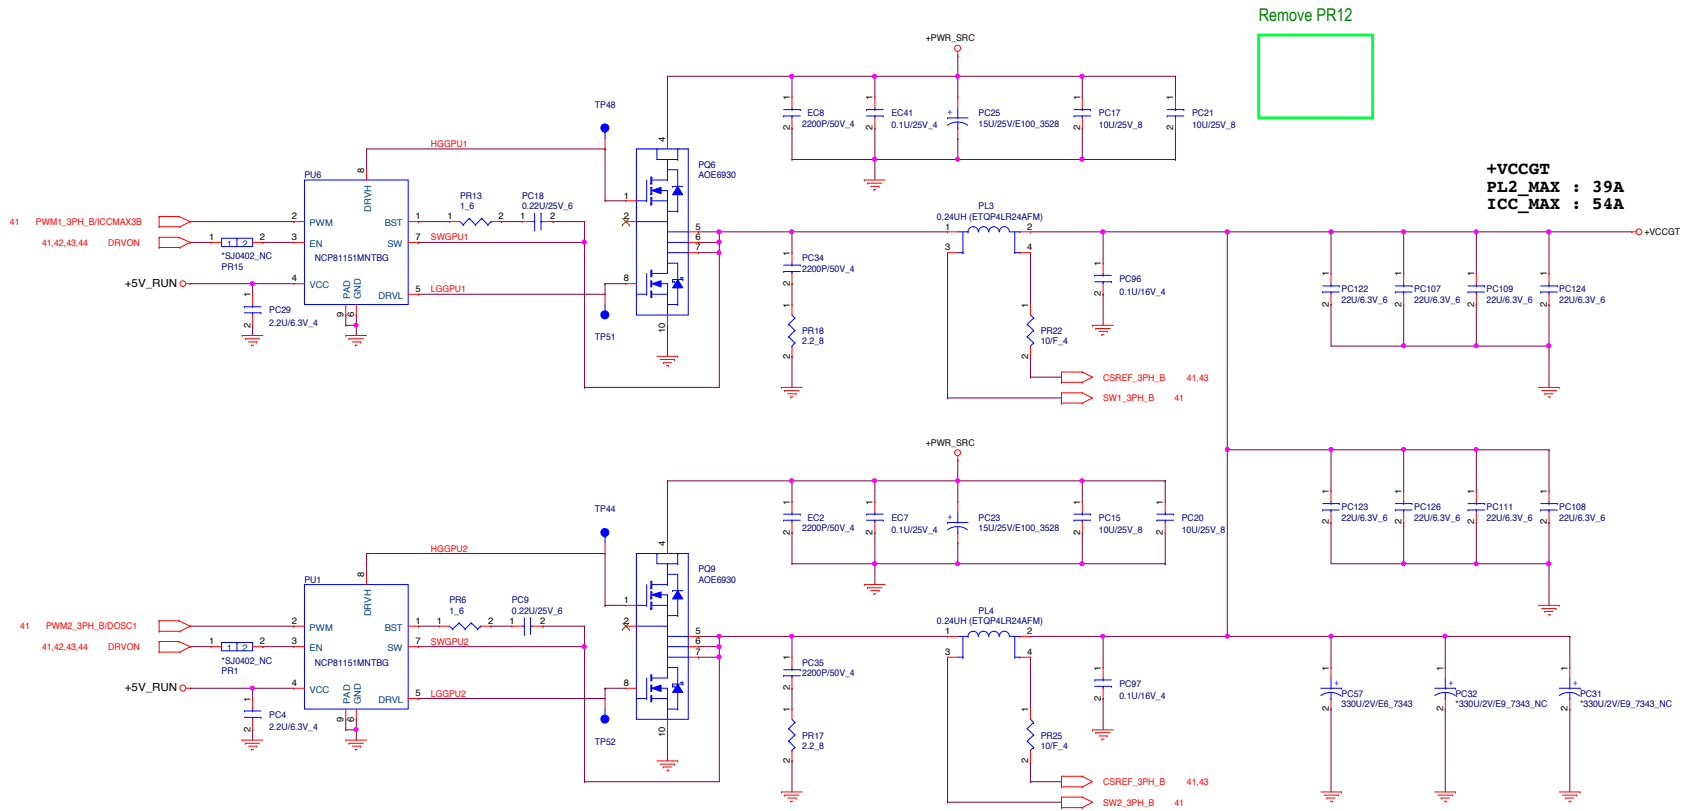 Remove PR12
+PWR_SRC
+VCCGT
PL2_MAX : 39A
ICC_MAX : 54A
TP48
HGGPU1
PQ6
AOE6930
EC8
2200P/50V_4
EC41
0.1U/25V_4
PC25
15U/25V/E100_3528
PC17
10U/25V_8
PC21
10U/25V_8
PU6
DRVH
PWM
EN
VCC
BST
SW
DRVL
PAD
GND
NCP81151MNTBG
PR13
1_6
PC18
0.22U/25V_6
41 PWM1_3PH_B/ICCMAX3B
41,42,43,44 DRVON
*SJ0402_NC
PR15
+5V_RUN
PC29
2.2U/6.3V_4
SWGPU1
LGGPU1
TP51
PL3
0.24UH (ETQP4LR24AFM)
PC34
2200P/50V_4
PR18
2.2_8
PC96
0.1U/16V_4
PR22
10/F_4
CSREF_3PH_B 41,43
SW1_3PH_B 41
+VCCGT
PC122
22U/6.3V_6
PC107
22U/6.3V_6
PC109
22U/6.3V_6
PC124
22U/6.3V_6
+PWR_SRC
TP44
HGGPU2
PQ9
AOE6930
EC2
2200P/50V_4
EC7
0.1U/25V_4
PC23
15U/25V/E100_3528
PC15
10U/25V_8
PC20
10U/25V_8
PC123
22U/6.3V_6
PC126
22U/6.3V_6
PC111
22U/6.3V_6
PC108
22U/6.3V_6
PU1
DRVH
PWM
EN
VCC
BST
SW
DRVL
PAD
GND
NCP81151MNTBG
PR6
1_6
PC9
0.22U/25V_6
41 PWM2_3PH_B/DOSC1
41,42,43,44 DRVON
*SJ0402_NC
PR1
+5V_RUN
PC4
2.2U/6.3V_4
SWGPU2
LGGPU2
TP52
PL4
0.24UH (ETQP4LR24AFM)
PC35
2200P/50V_4
PR17
2.2_8
PC97
0.1U/16V_4
PR25
10/F_4
CSREF_3PH_B 41,43
SW2_3PH_B 41
PC57
330U/2V/E6_7343
PC32
*330U/2V/E9_7343_NC
PC31
*330U/2V/E9_7343_NC